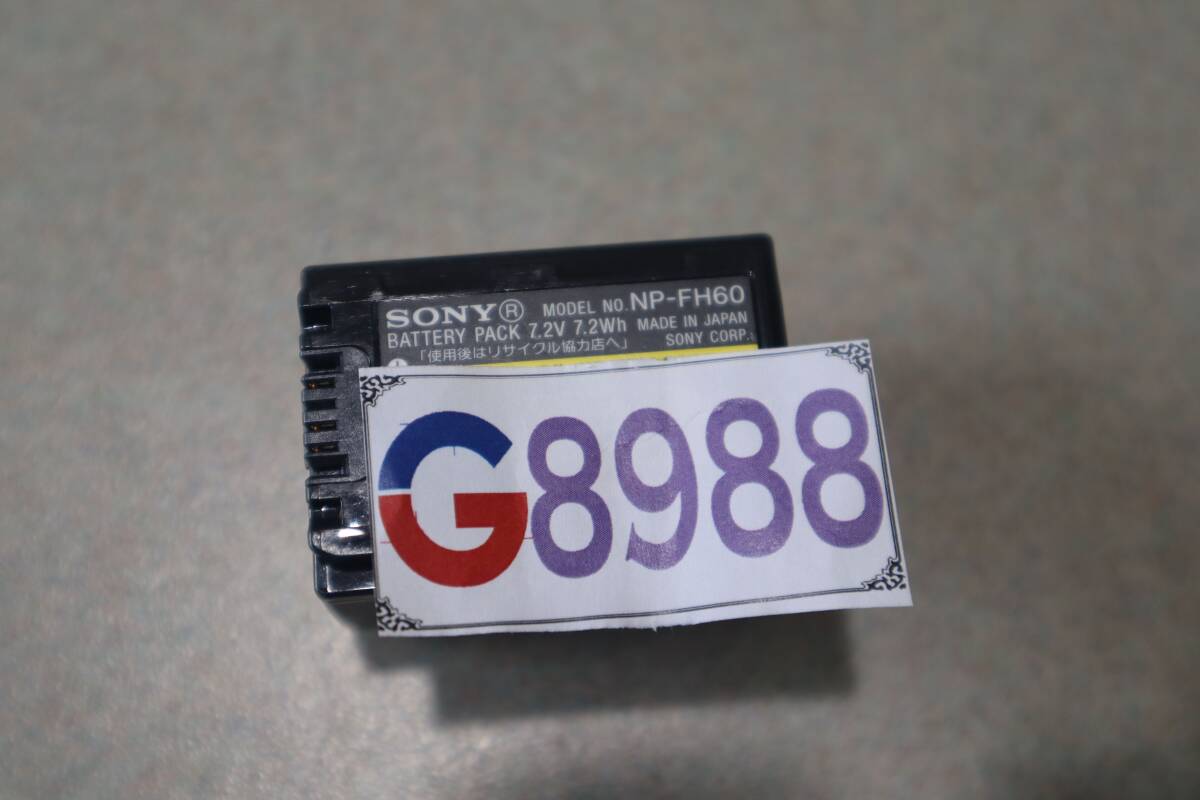 SONY® MODEL NO. NP-FH60
BATTERY PACK 7.2V 7.2Wh MADE IN JAPAN
「使用後はリサイクル協力店へ」 SONY CORP.
G8988